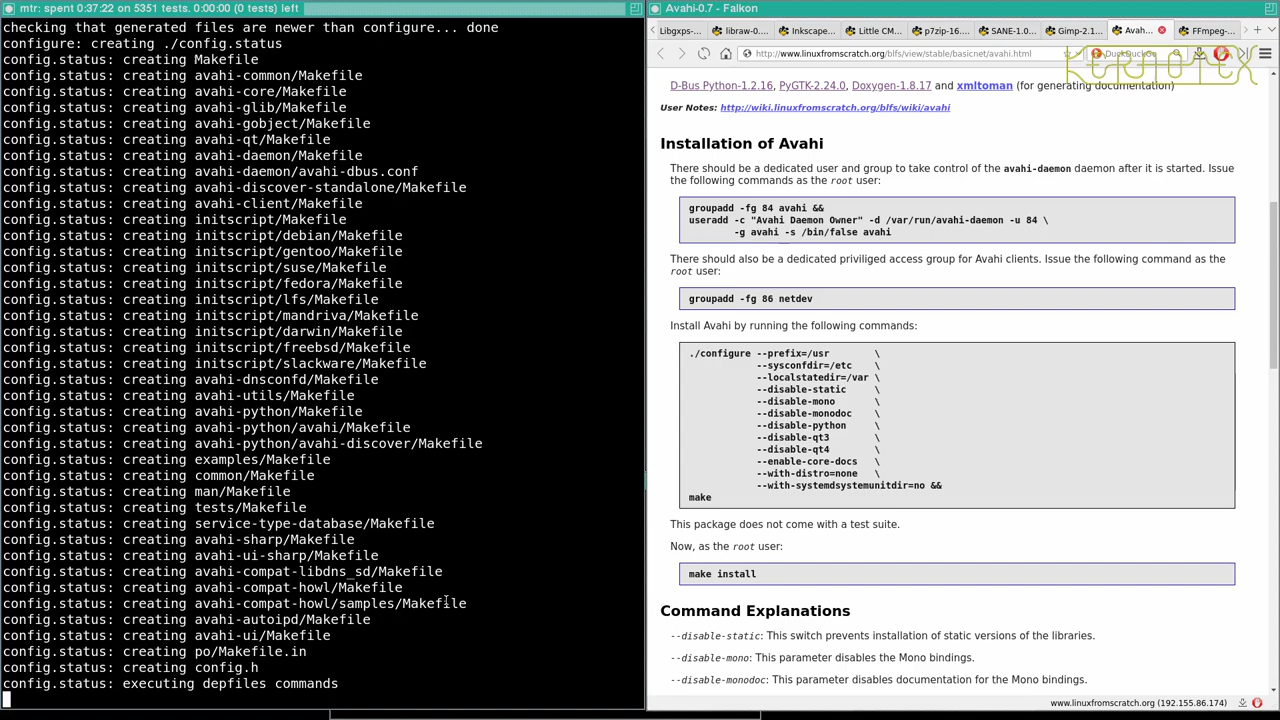 mtr: spent 0:37:22 on 5351 tests. 0:00:00 (0 tests) left
checking that generated files are newer than configure... done
configure: creating ./config.status
config.status: creating Makefile
config.status: creating avahi-common/Makefile
config.status: creating avahi-core/Makefile
config.status: creating avahi-glib/Makefile
config.status: creating avahi-gobject/Makefile
config.status: creating avahi-qt/Makefile
config.status: creating avahi-daemon/Makefile
config.status: creating avahi-daemon/avahi-dbus.conf
config.status: creating avahi-discover-standalone/Makefile
config.status: creating avahi-client/Makefile
config.status: creating initscript/Makefile
config.status: creating initscript/debian/Makefile
config.status: creating initscript/gentoo/Makefile
config.status: creating initscript/suse/Makefile
config.status: creating initscript/fedora/Makefile
config.status: creating initscript/lfs/Makefile
config.status: creating initscript/mandriva/Makefile
config.status: creating initscript/darwin/Makefile
config.status: creating initscript/freebsd/Makefile
config.status: creating initscript/slackware/Makefile
config.status: creating avahi-dnsconfd/Makefile
config.status: creating avahi-utils/Makefile
config.status: creating avahi-python/Makefile
config.status: creating avahi-python/avahi/Makefile
config.status: creating avahi-python/avahi-discover/Makefile
config.status: creating examples/Makefile
config.status: creating common/Makefile
config.status: creating man/Makefile
config.status: creating tests/Makefile
config.status: creating service-type-database/Makefile
config.status: creating avahi-sharp/Makefile
config.status: creating avahi-ui-sharp/Makefile
config.status: creating avahi-compat-libdns_sd/Makefile
config.status: creating avahi-compat-howl/Makefile
config.status: creating avahi-compat-howl/samples/Makefile
config.status: creating avahi-autoipd/Makefile
config.status: creating avahi-ui/Makefile
config.status: creating po/Makefile.in
config.status: creating config.h
config.status: executing depfiles commands
Avahi-0.7 - Falkon
Libgxps-... libraw-0.... Inkscape... Little CM... p7zip-16.... SANE-1.0... Gimp-2.1... Avah... FFmpeg-...
http://www.linuxfromscratch.org/blfs/view/stable/basicnet/avahi.html DuckDuckGo
KERNOTEX
D-Bus Python-1.2.16, PyGTK-2.24.0, Doxygen-1.8.17 and xmltoman (for generating documentation)
User Notes: http://wiki.linuxfromscratch.org/blfs/wiki/avahi
Installation of Avahi
There should be a dedicated user and group to take control of the avahi-daemon daemon after it is started. Issue
the following commands as the root user:
groupadd -fg 84 avahi &&
useradd -c "Avahi Daemon Owner" -d /var/run/avahi-daemon -u 84 \
-g avahi -s /bin/false avahi
There should also be a dedicated priviliged access group for Avahi clients. Issue the following command as the
root user:
groupadd -fg 86 netdev
Install Avahi by running the following commands:
./configure --prefix=/usr \
--sysconfdir=/etc \
--localstatedir=/var \
--disable-static \
--disable-mono \
--disable-monodoc \
--disable-python \
--disable-qt3 \
--disable-qt4 \
--enable-core-docs \
--with-distro=none \
--with-systemdsystemunitdir=no &&
make
This package does not come with a test suite.
Now, as the root user:
make install
Command Explanations
--disable-static: This switch prevents installation of static versions of the libraries.
--disable-mono: This parameter disables the Mono bindings.
--disable-monodoc: This parameter disables documentation for the Mono bindings.
www.linuxfromscratch.org (192.155.86.174)